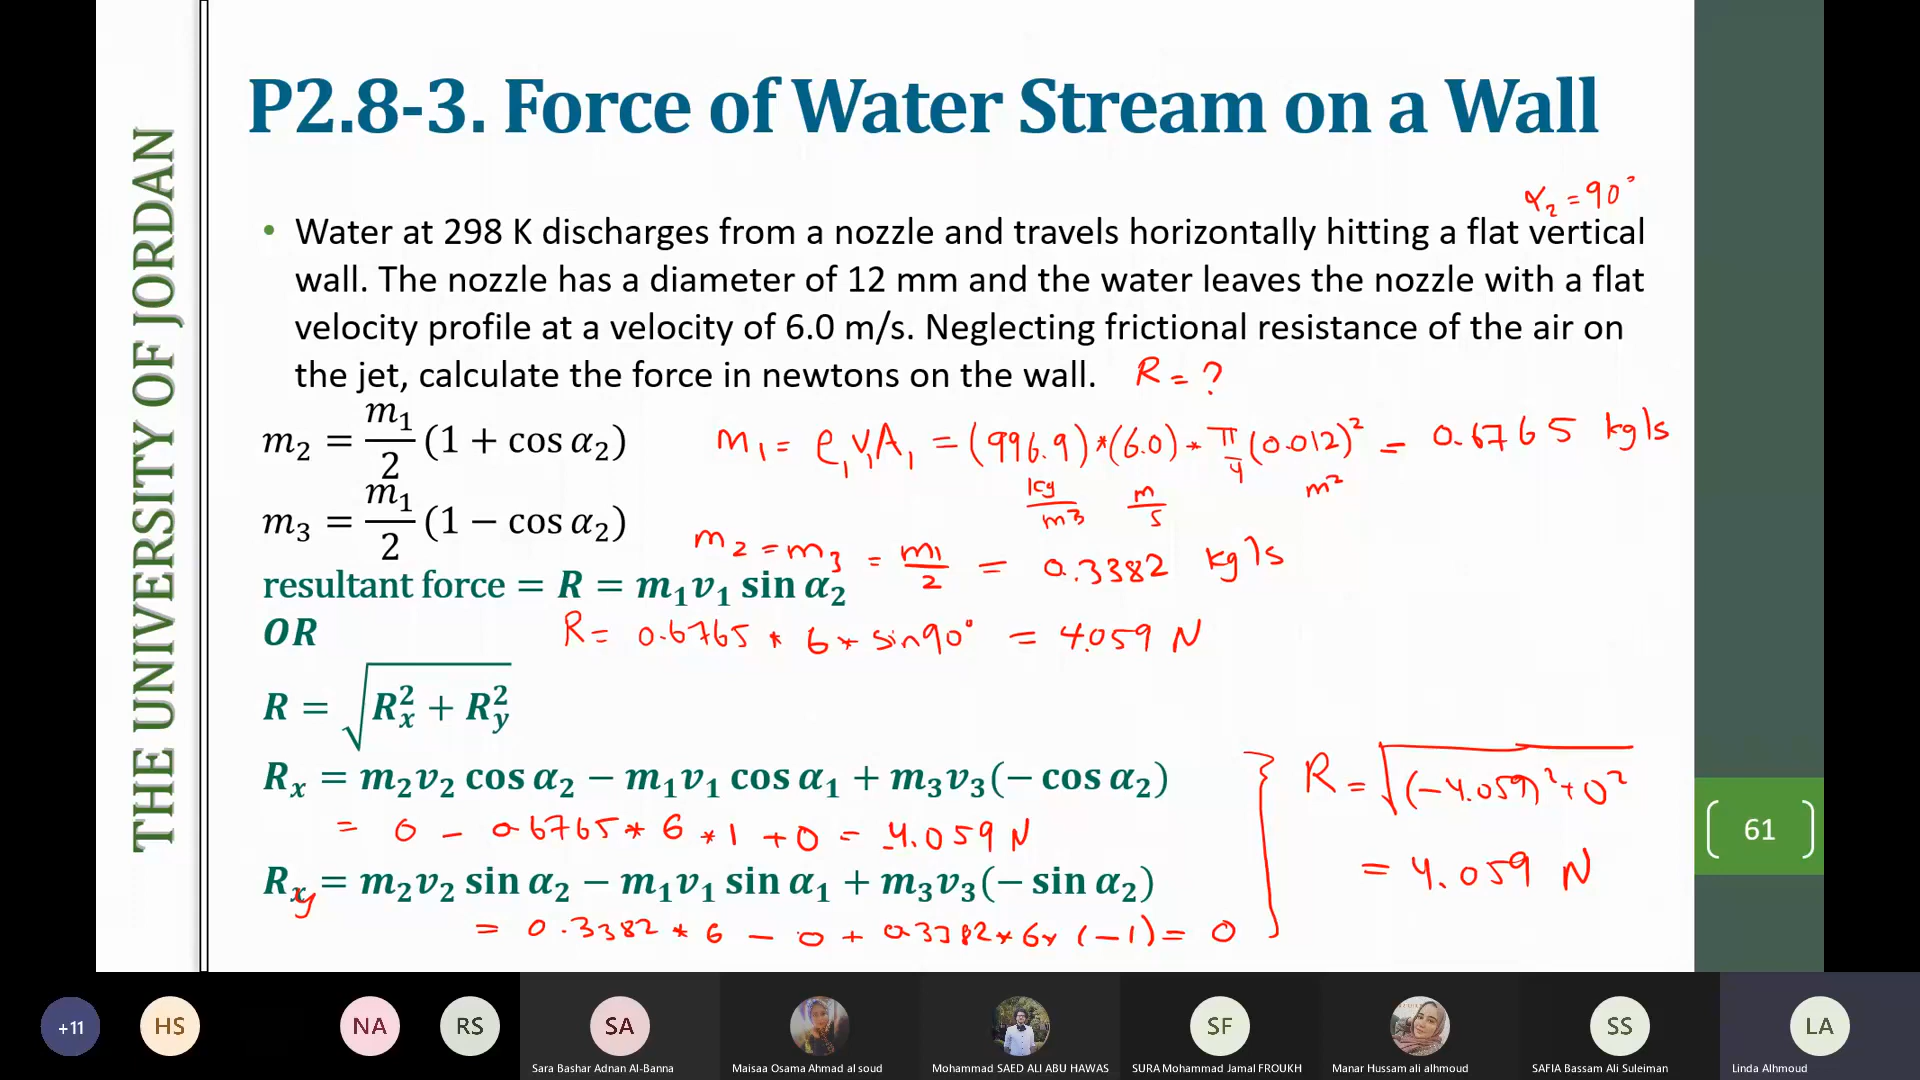 THE UNIVERSITY OF JORDAN
P2.8-3. Force of Water Stream on a Wall
α₂ = 90°
• Water at 298 K discharges from a nozzle and travels horizontally hitting a flat vertical
wall. The nozzle has a diameter of 12 mm and the water leaves the nozzle with a flat
velocity profile at a velocity of 6.0 m/s. Neglecting frictional resistance of the air on
the jet, calculate the force in newtons on the wall. R = ?
m₂ = m₁/2 (1 + cos α₂)
m₁ = ρ₁v₁A₁ = (996.9) * (6.0) * π/4 (0.012)² = 0.6765 kg/s
kg/m³ m/s m²
m₃ = m₁/2 (1 − cos α₂)
m₂ = m₃ = m₁/2 = 0.3382 kg/s
resultant force = R = m₁v₁ sin α₂
OR
R = 0.6765 * 6 * sin90° = 4.059 N
R = √(Rₓ² + R_y²)
Rₓ = m₂v₂ cos α₂ − m₁v₁ cos α₁ + m₃v₃(− cos α₂)
= 0 − 0.6765 * 6 * 1 + 0 = -4.059 N
Rₓ y = m₂v₂ sin α₂ − m₁v₁ sin α₁ + m₃v₃(− sin α₂)
= 0.3382 * 6 − 0 + 0.3382 * 6 * (−1) = 0
R = √((−4.059)² + 0²)
= 4.059 N
61
+11
HS
NA
RS
SA
SF
SS
LA
Sara Bashar Adnan Al-Banna
Maisaa Osama Ahmad al soud
Mohammad SAED ALI ABU HAWAS
SURA Mohammad Jamal FROUKH
Manar Hussam ali alhmoud
SAFIA Bassam Ali Suleiman
Linda Alhmoud